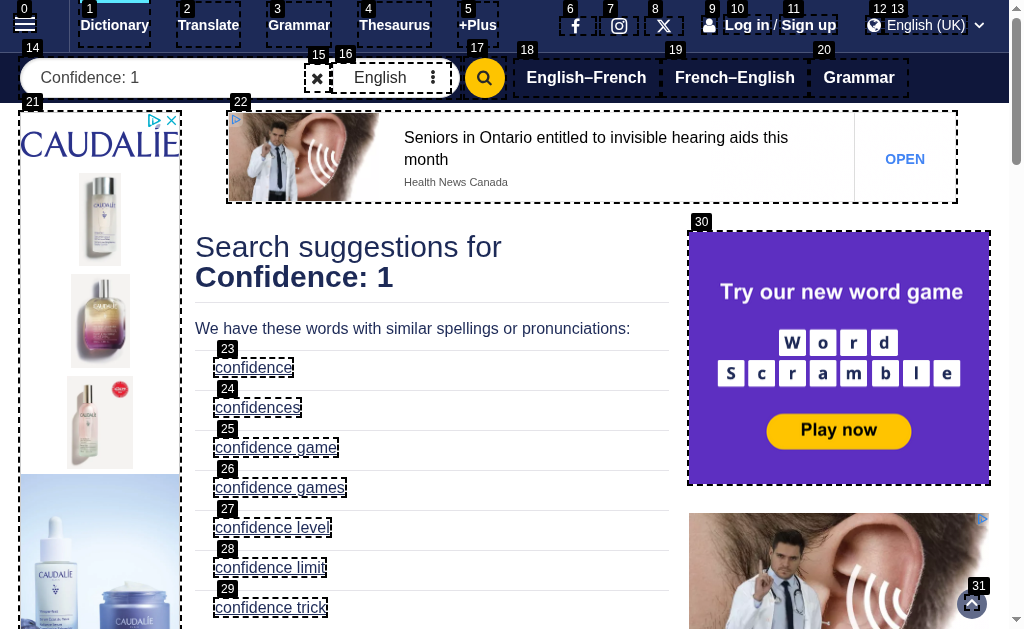 0 1 2 3 4 5 6 7 8 9 10 11 12 13
Dictionary Translate Grammar Thesaurus +Plus Log in / Sign up English (UK)
14 15 16 17 18 19 20
Confidence: 1 English English–French French–English Grammar
21 22
CAUDALÍE
Seniors in Ontario entitled to invisible hearing aids this
month
Health News Canada
OPEN
30
Search suggestions for
Confidence: 1
We have these words with similar spellings or pronunciations:
23
confidence
24
confidences
25
confidence game
26
confidence games
27
confidence level
28
confidence limit
29
confidence trick
Try our new word game
Word
Scramble
Play now
31
CAUDALÍE
CAUDALÍE